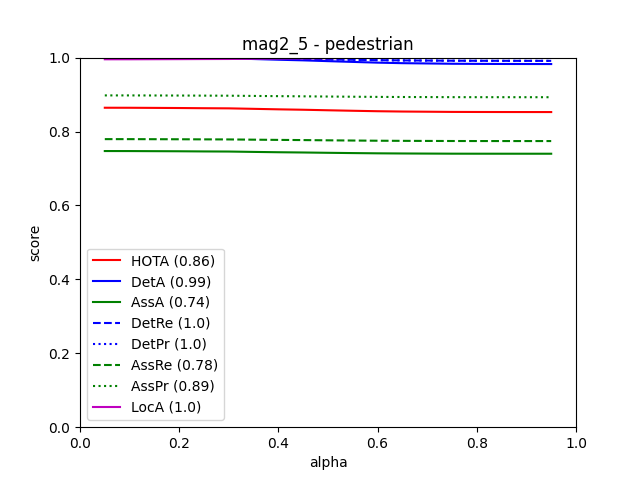 mag2_5 - pedestrian
1.0
0.8
0.6
0.4
0.2
0.0
score
HOTA (0.86)
DetA (0.99)
AssA (0.74)
DetRe (1.0)
DetPr (1.0)
AssRe (0.78)
AssPr (0.89)
LocA (1.0)
0.0 0.2 0.4 0.6 0.8 1.0
alpha